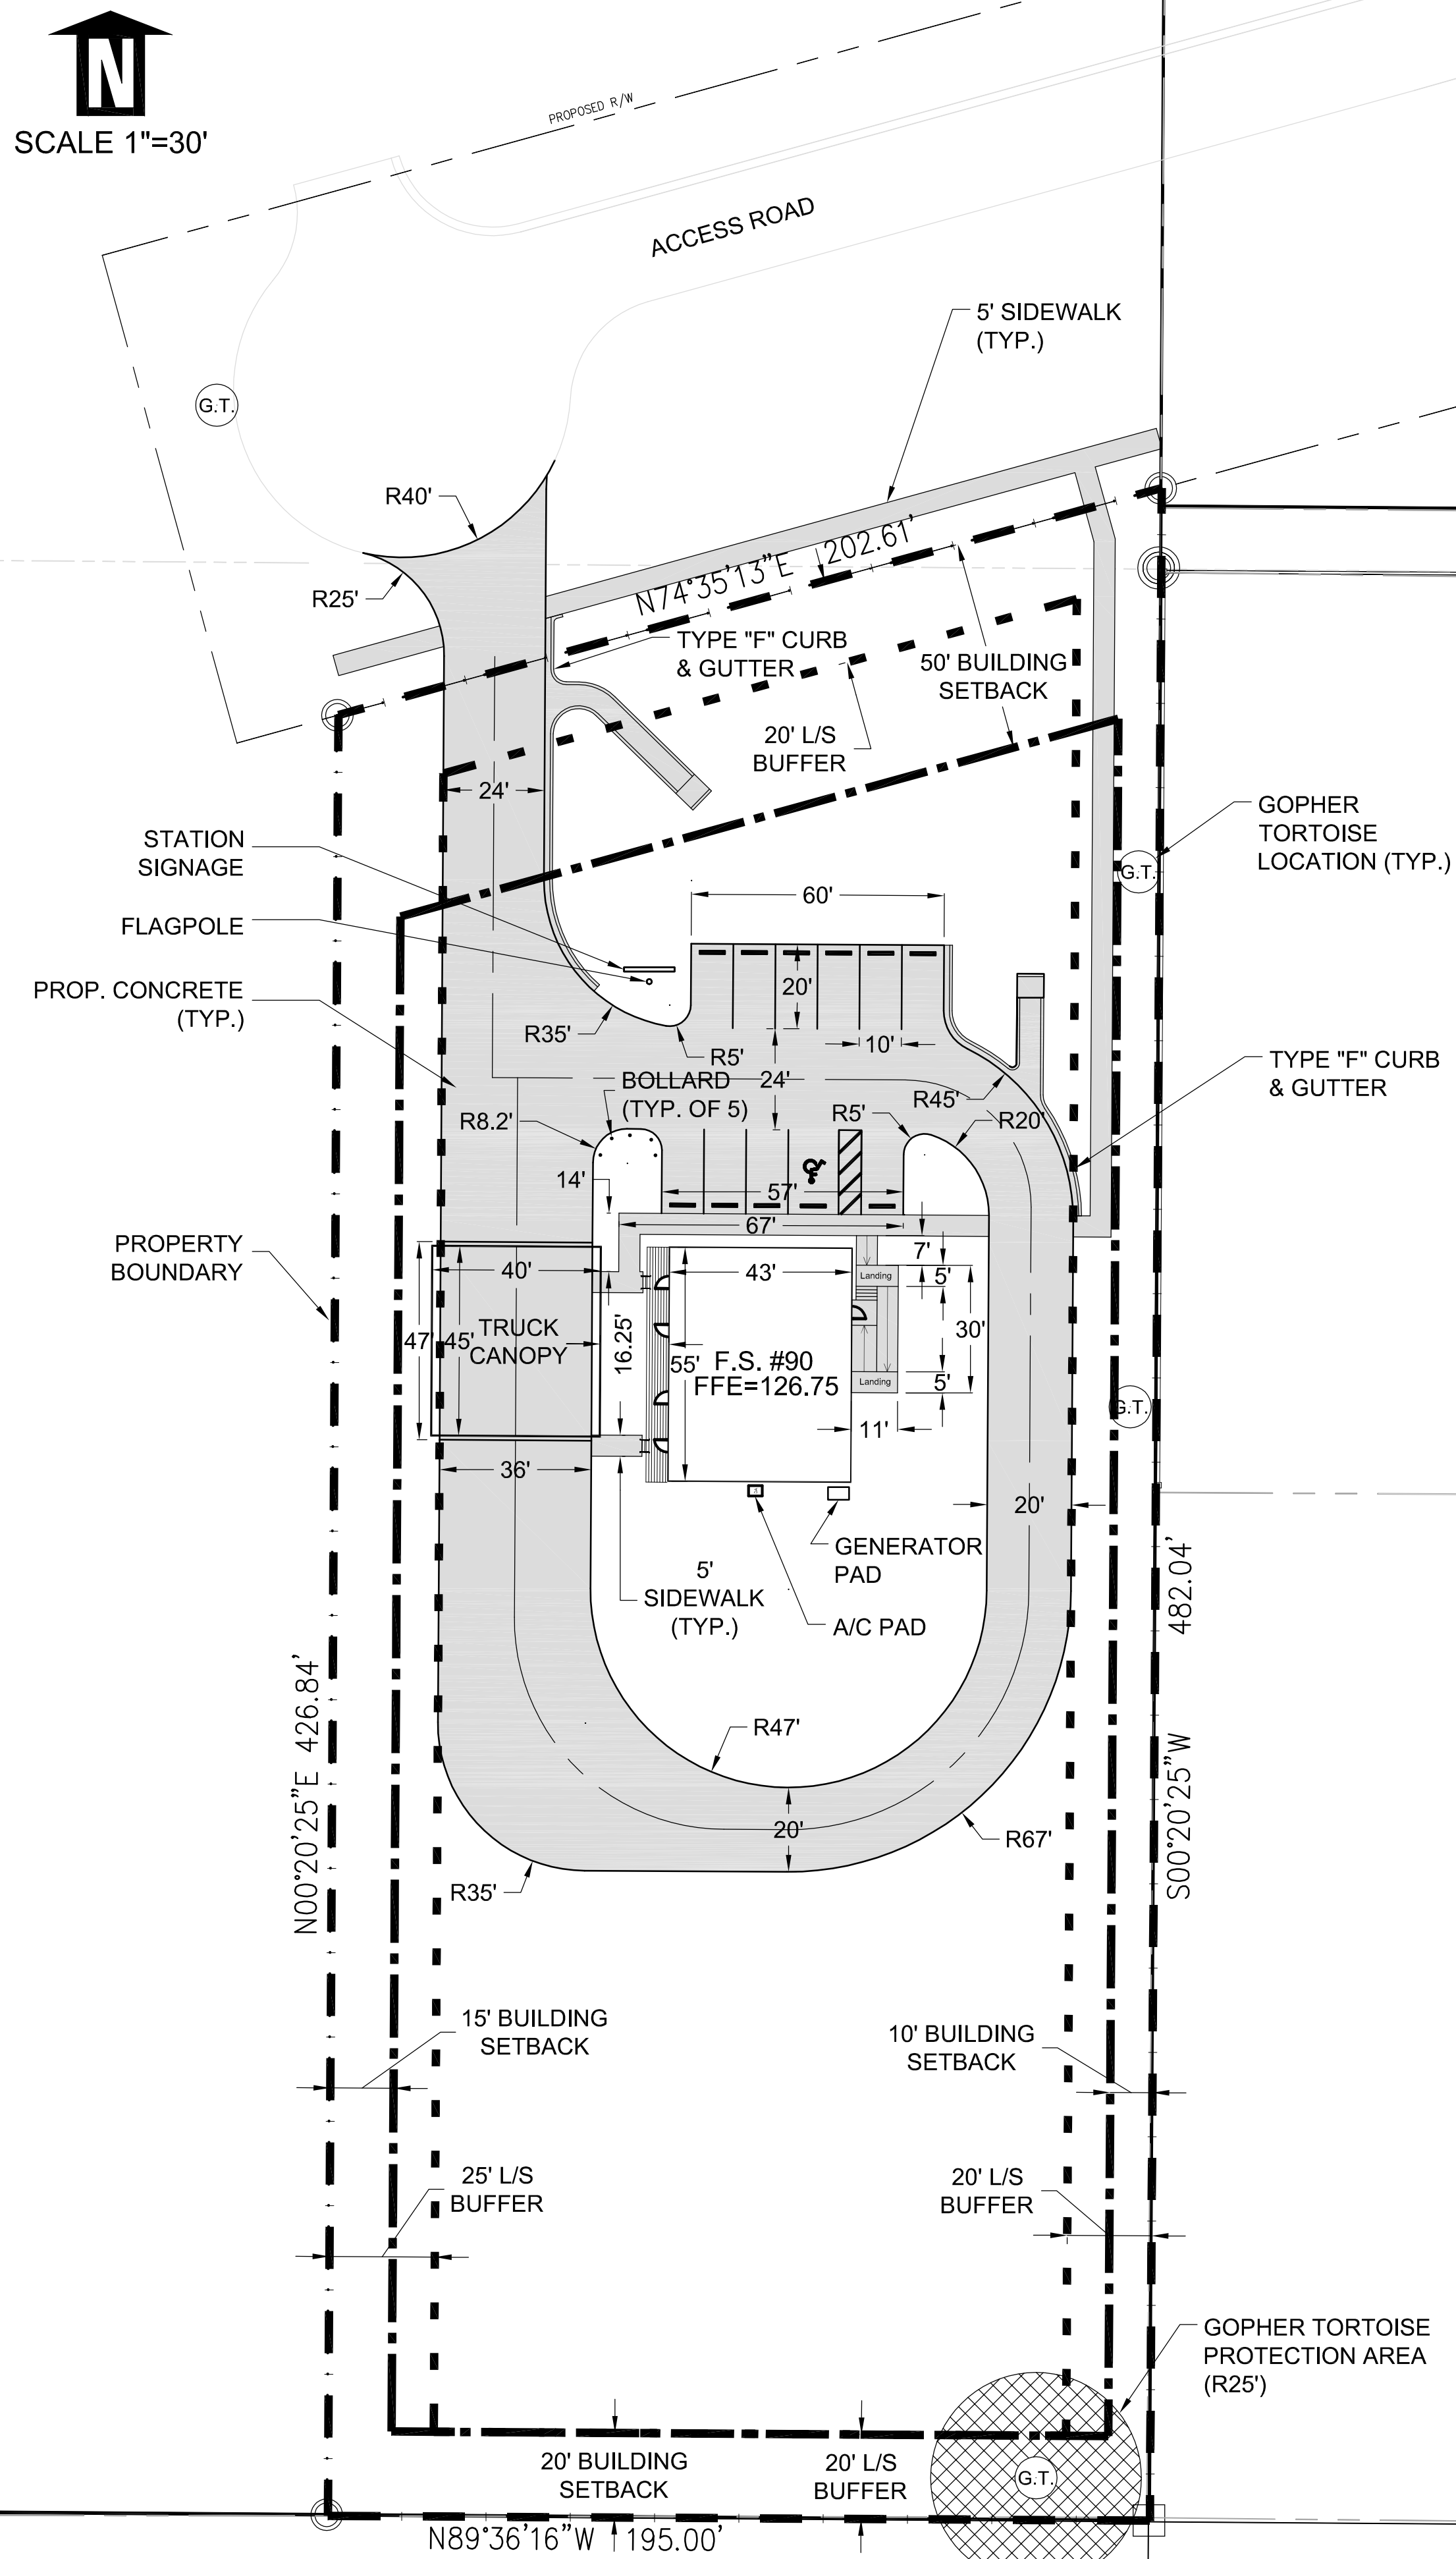 N
SCALE 1"=30'
PROPOSED R/W
ACCESS ROAD
5' SIDEWALK
(TYP.)
G.T.
R40'
R25'
N74°35'13"E 202.61'
TYPE "F" CURB
& GUTTER
50' BUILDING
SETBACK
20' L/S
BUFFER
24'
STATION
SIGNAGE
GOPHER
TORTOISE
LOCATION (TYP.)
G.T.
60'
FLAGPOLE
PROP. CONCRETE
(TYP.)
20'
R35'
R5'
10'
BOLLARD
(TYP. OF 5)
24'
TYPE "F" CURB
& GUTTER
R8.2'
R5'
R45'
R20'
14'
57'
67'
PROPERTY
BOUNDARY
7'
40'
43'
Landing
5'
47'
45'
TRUCK
CANOPY
16.25'
55'
F.S. #90
FFE=126.75
30'
Landing
5'
G.T.
11'
36'
20'
GENERATOR
PAD
5'
SIDEWALK
(TYP.)
A/C PAD
482.04'
S00°20'25"W
N00°20'25"E 426.84'
R47'
20'
R67'
R35'
15' BUILDING
SETBACK
10' BUILDING
SETBACK
25' L/S
BUFFER
20' L/S
BUFFER
GOPHER TORTOISE
PROTECTION AREA
(R25')
20' BUILDING
SETBACK
20' L/S
BUFFER
G.T.
N89°36'16"W 195.00'